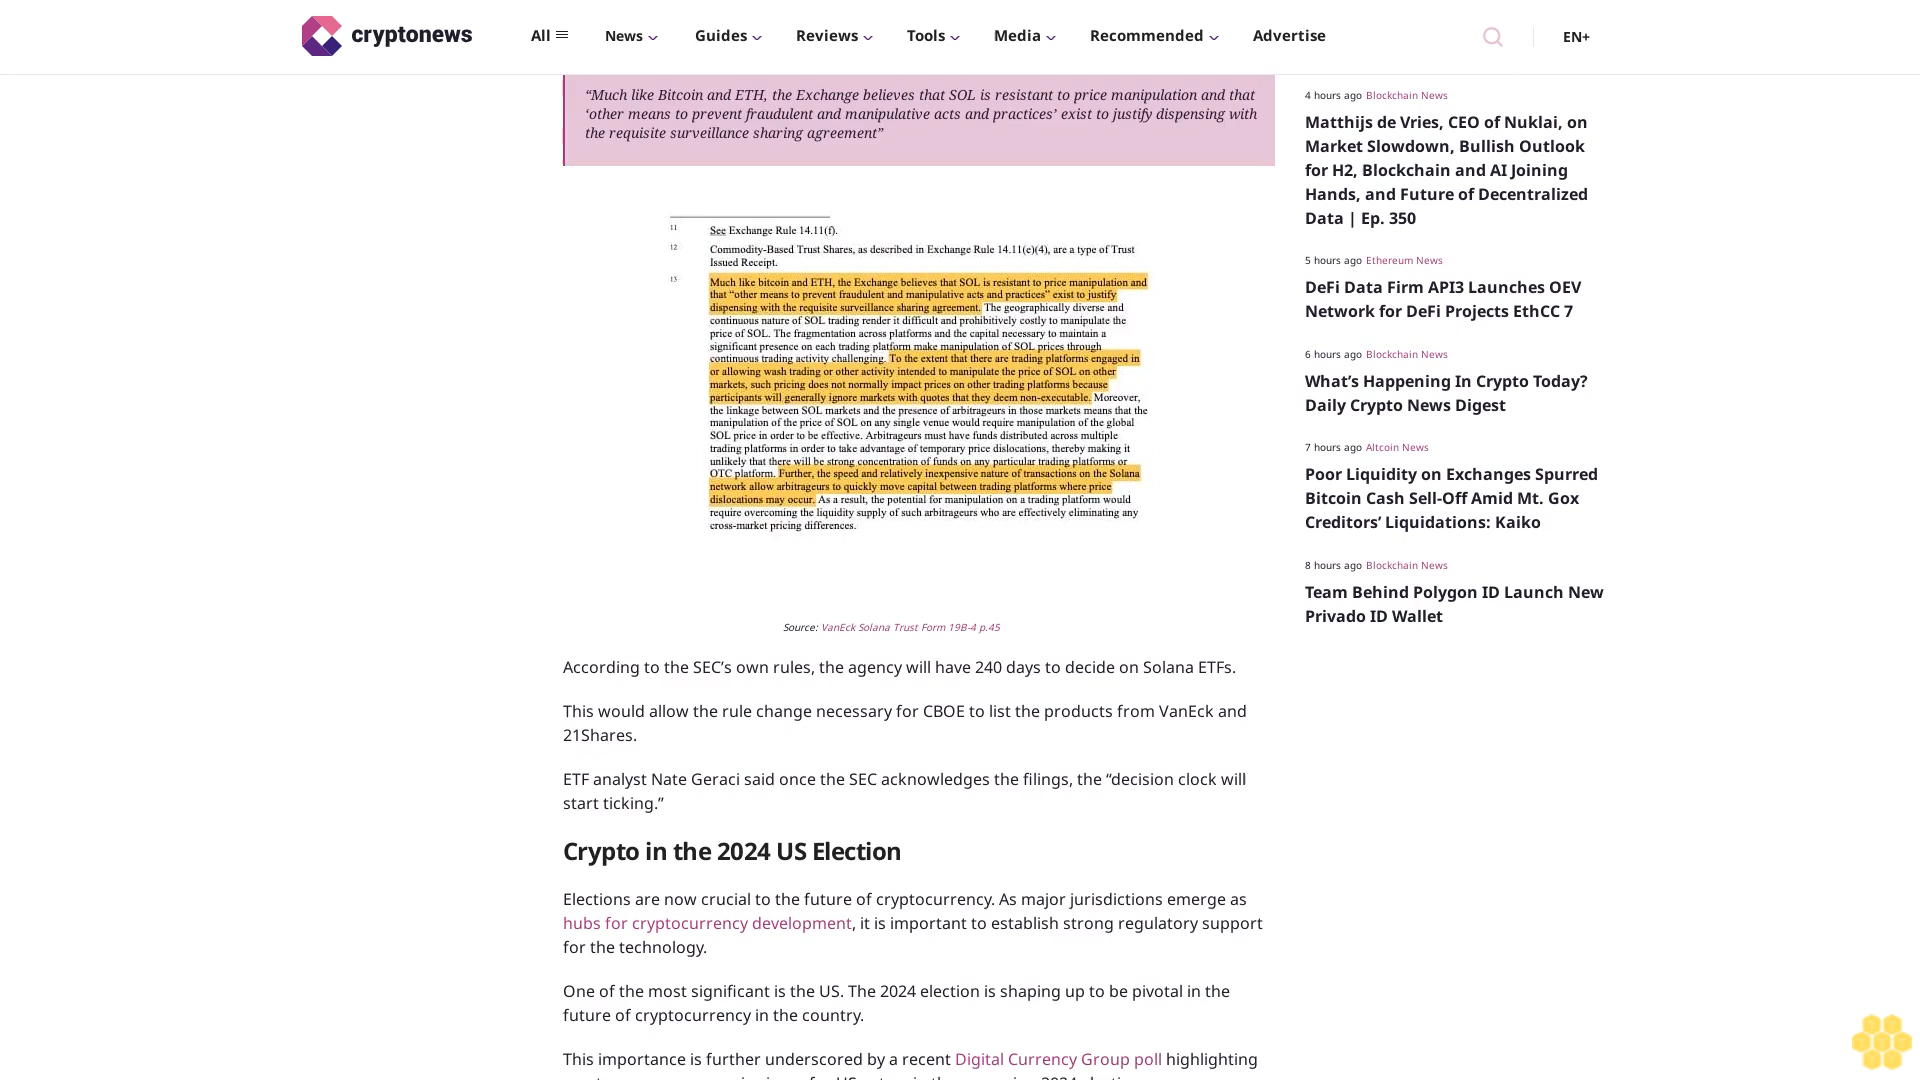 cryptonews
All
News
Guides
Reviews
Tools
Media
Recommended
Advertise
EN+
“Much like Bitcoin and ETH, the Exchange believes that SOL is resistant to price manipulation and that
‘other means to prevent fraudulent and manipulative acts and practices’ exist to justify dispensing with
the requisite surveillance sharing agreement”
11 See Exchange Rule 14.11(f).
12 Commodity-Based Trust Shares, as described in Exchange Rule 14.11(e)(4), are a type of Trust
Issued Receipt.
13 Much like bitcoin and ETH, the Exchange believes that SOL is resistant to price manipulation and
that “other means to prevent fraudulent and manipulative acts and practices” exist to justify
dispensing with the requisite surveillance sharing agreement. The geographically diverse and
continuous nature of SOL trading render it difficult and prohibitively costly to manipulate the
price of SOL. The fragmentation across platforms and the capital necessary to maintain a
significant presence on each trading platform make manipulation of SOL prices through
continuous trading activity challenging. To the extent that there are trading platforms engaged in
or allowing wash trading or other activity intended to manipulate the price of SOL on other
markets, such pricing does not normally impact prices on other trading platforms because
participants will generally ignore markets with quotes that they deem non-executable. Moreover,
the linkage between SOL markets and the presence of arbitrageurs in those markets means that the
manipulation of the price of SOL on any single venue would require manipulation of the global
SOL price in order to be effective. Arbitrageurs must have funds distributed across multiple
trading platforms in order to take advantage of temporary price dislocations, thereby making it
unlikely that there will be strong concentration of funds on any particular trading platforms or
OTC platform. Further, the speed and relatively inexpensive nature of transactions on the Solana
network allow arbitrageurs to quickly move capital between trading platforms where price
dislocations may occur. As a result, the potential for manipulation on a trading platform would
require overcoming the liquidity supply of such arbitrageurs who are effectively eliminating any
cross-market pricing differences.
Source: VanEck Solana Trust Form 19B-4 p.45
According to the SEC’s own rules, the agency will have 240 days to decide on Solana ETFs.
This would allow the rule change necessary for CBOE to list the products from VanEck and
21Shares.
ETF analyst Nate Geraci said once the SEC acknowledges the filings, the “decision clock will
start ticking.”
Crypto in the 2024 US Election
Elections are now crucial to the future of cryptocurrency. As major jurisdictions emerge as
hubs for cryptocurrency development, it is important to establish strong regulatory support
for the technology.
One of the most significant is the US. The 2024 election is shaping up to be pivotal in the
future of cryptocurrency in the country.
This importance is further underscored by a recent Digital Currency Group poll highlighting
4 hours ago Blockchain News
Matthijs de Vries, CEO of Nuklai, on
Market Slowdown, Bullish Outlook
for H2, Blockchain and AI Joining
Hands, and Future of Decentralized
Data | Ep. 350
5 hours ago Ethereum News
DeFi Data Firm API3 Launches OEV
Network for DeFi Projects EthCC 7
6 hours ago Blockchain News
What’s Happening In Crypto Today?
Daily Crypto News Digest
7 hours ago Altcoin News
Poor Liquidity on Exchanges Spurred
Bitcoin Cash Sell-Off Amid Mt. Gox
Creditors’ Liquidations: Kaiko
8 hours ago Blockchain News
Team Behind Polygon ID Launch New
Privado ID Wallet